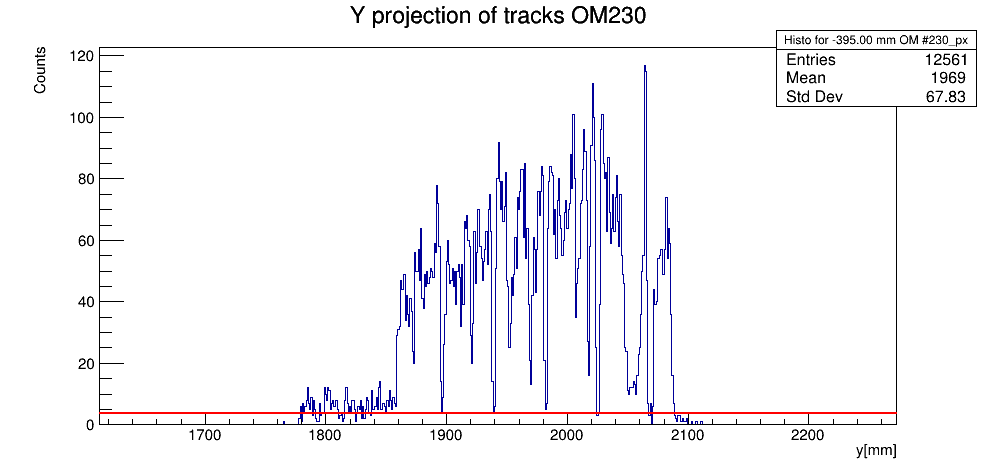 Y projection of tracks OM230
Histo for -395.00 mm OM #230_px
Entries 12561
Mean 1969
Std Dev 67.83
Counts
120
100
80
60
40
20
0
1700 1800 1900 2000 2100 2200
y[mm]